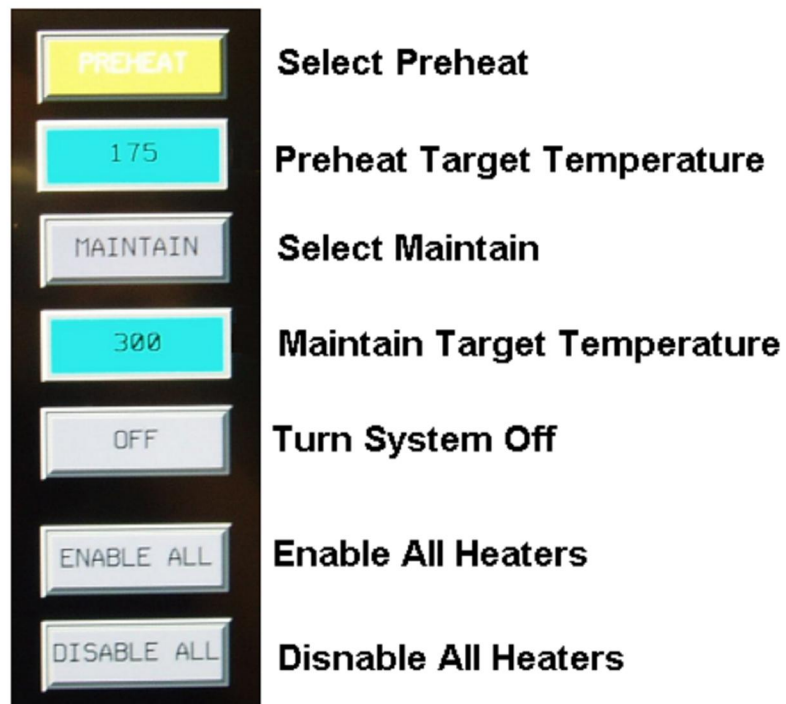 PREHEAT Select Preheat
175 Preheat Target Temperature
MAINTAIN Select Maintain
300 Maintain Target Temperature
OFF Turn System Off
ENABLE ALL Enable All Heaters
DISABLE ALL Disnable All Heaters